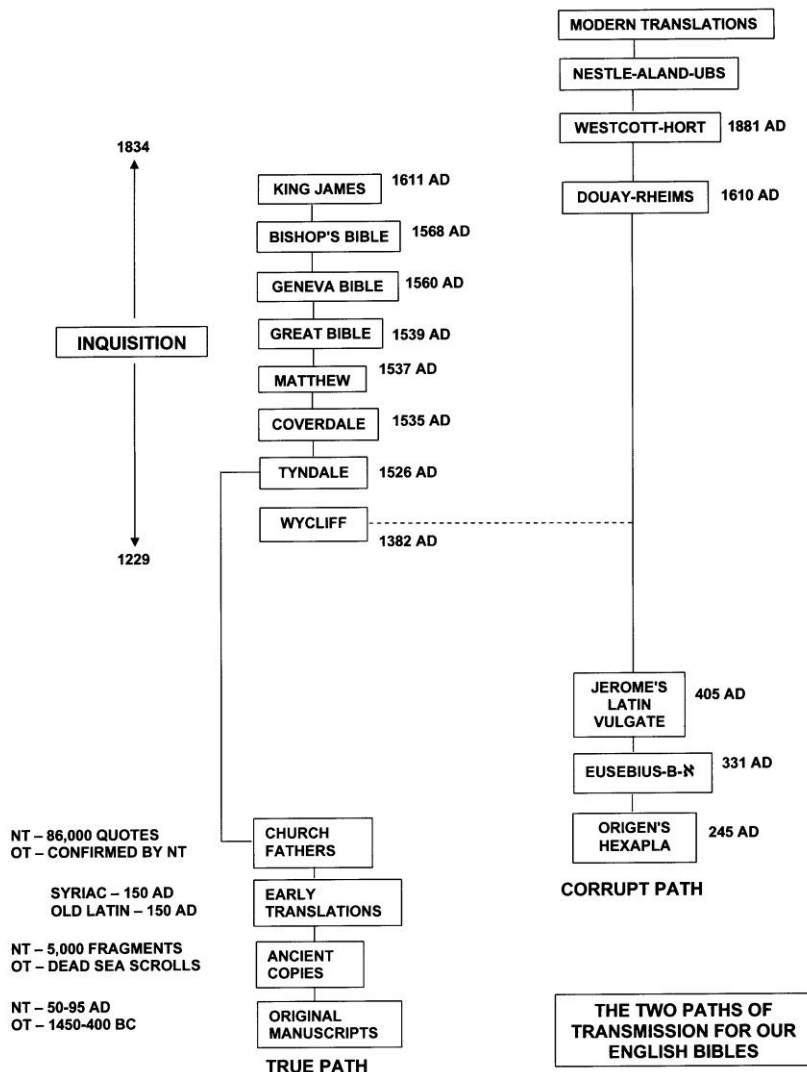 MODERN TRANSLATIONS
NESTLE-ALAND-UBS
WESTCOTT-HORT
1881 AD
DOUAY-RHEIMS
1610 AD
JEROME'S
LATIN
VULGATE
405 AD
EUSEBIUS-B-א
331 AD
ORIGEN'S
HEXAPLA
245 AD
CORRUPT PATH
1834
INQUISITION
1229
KING JAMES
1611 AD
BISHOP'S BIBLE
1568 AD
GENEVA BIBLE
1560 AD
GREAT BIBLE
1539 AD
MATTHEW
1537 AD
COVERDALE
1535 AD
TYNDALE
1526 AD
WYCLIFF
1382 AD
NT – 86,000 QUOTES
OT – CONFIRMED BY NT
CHURCH
FATHERS
SYRIAC – 150 AD
OLD LATIN – 150 AD
EARLY
TRANSLATIONS
NT – 5,000 FRAGMENTS
OT – DEAD SEA SCROLLS
ANCIENT
COPIES
NT – 50-95 AD
OT – 1450-400 BC
ORIGINAL
MANUSCRIPTS
TRUE PATH
THE TWO PATHS OF
TRANSMISSION FOR OUR
ENGLISH BIBLES